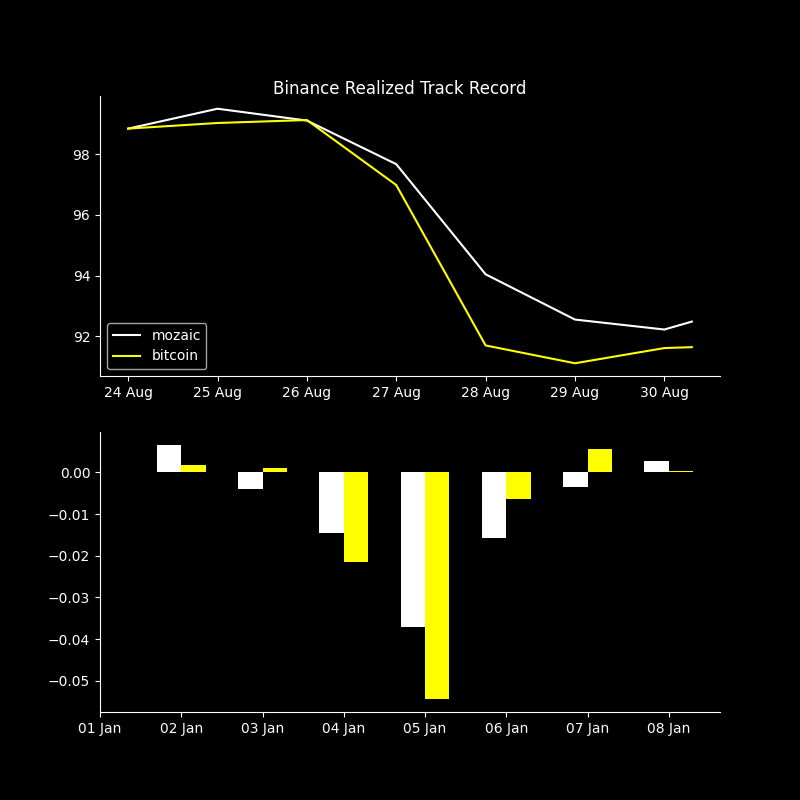 Binance Realized Track Record
98
96
94
92
mozaic
bitcoin
24 Aug 25 Aug 26 Aug 27 Aug 28 Aug 29 Aug 30 Aug
0.00
−0.01
−0.02
−0.03
−0.04
−0.05
01 Jan 02 Jan 03 Jan 04 Jan 05 Jan 06 Jan 07 Jan 08 Jan